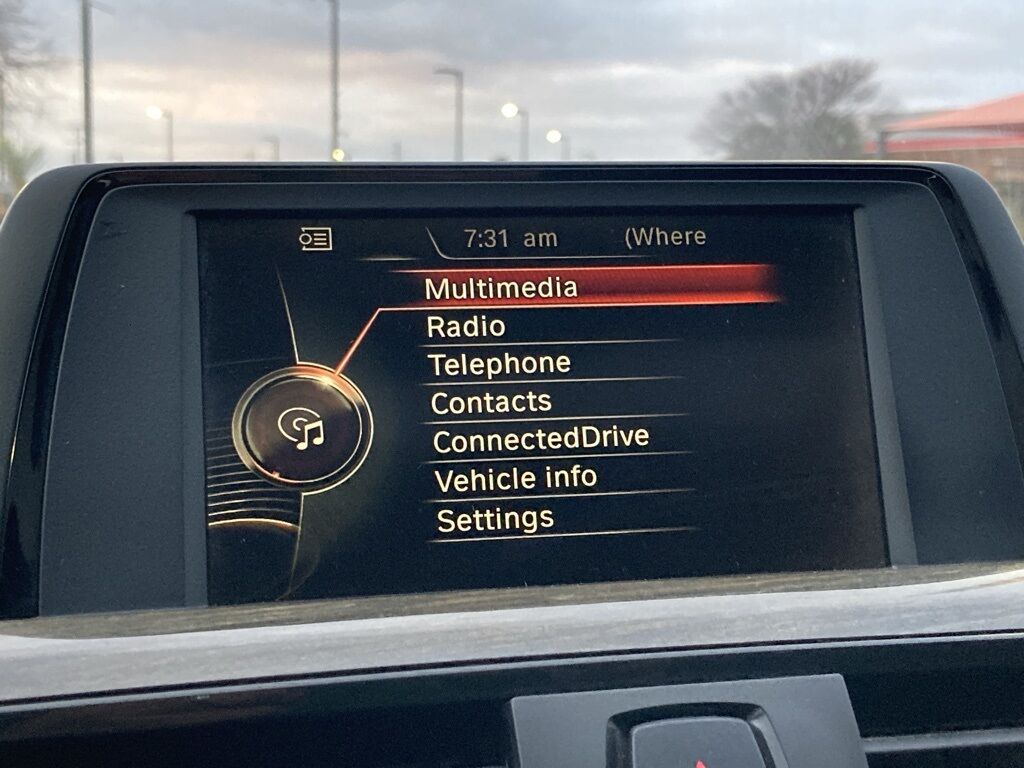 7:31 am (Where
Multimedia
Radio
Telephone
Contacts
ConnectedDrive
Vehicle info
Settings